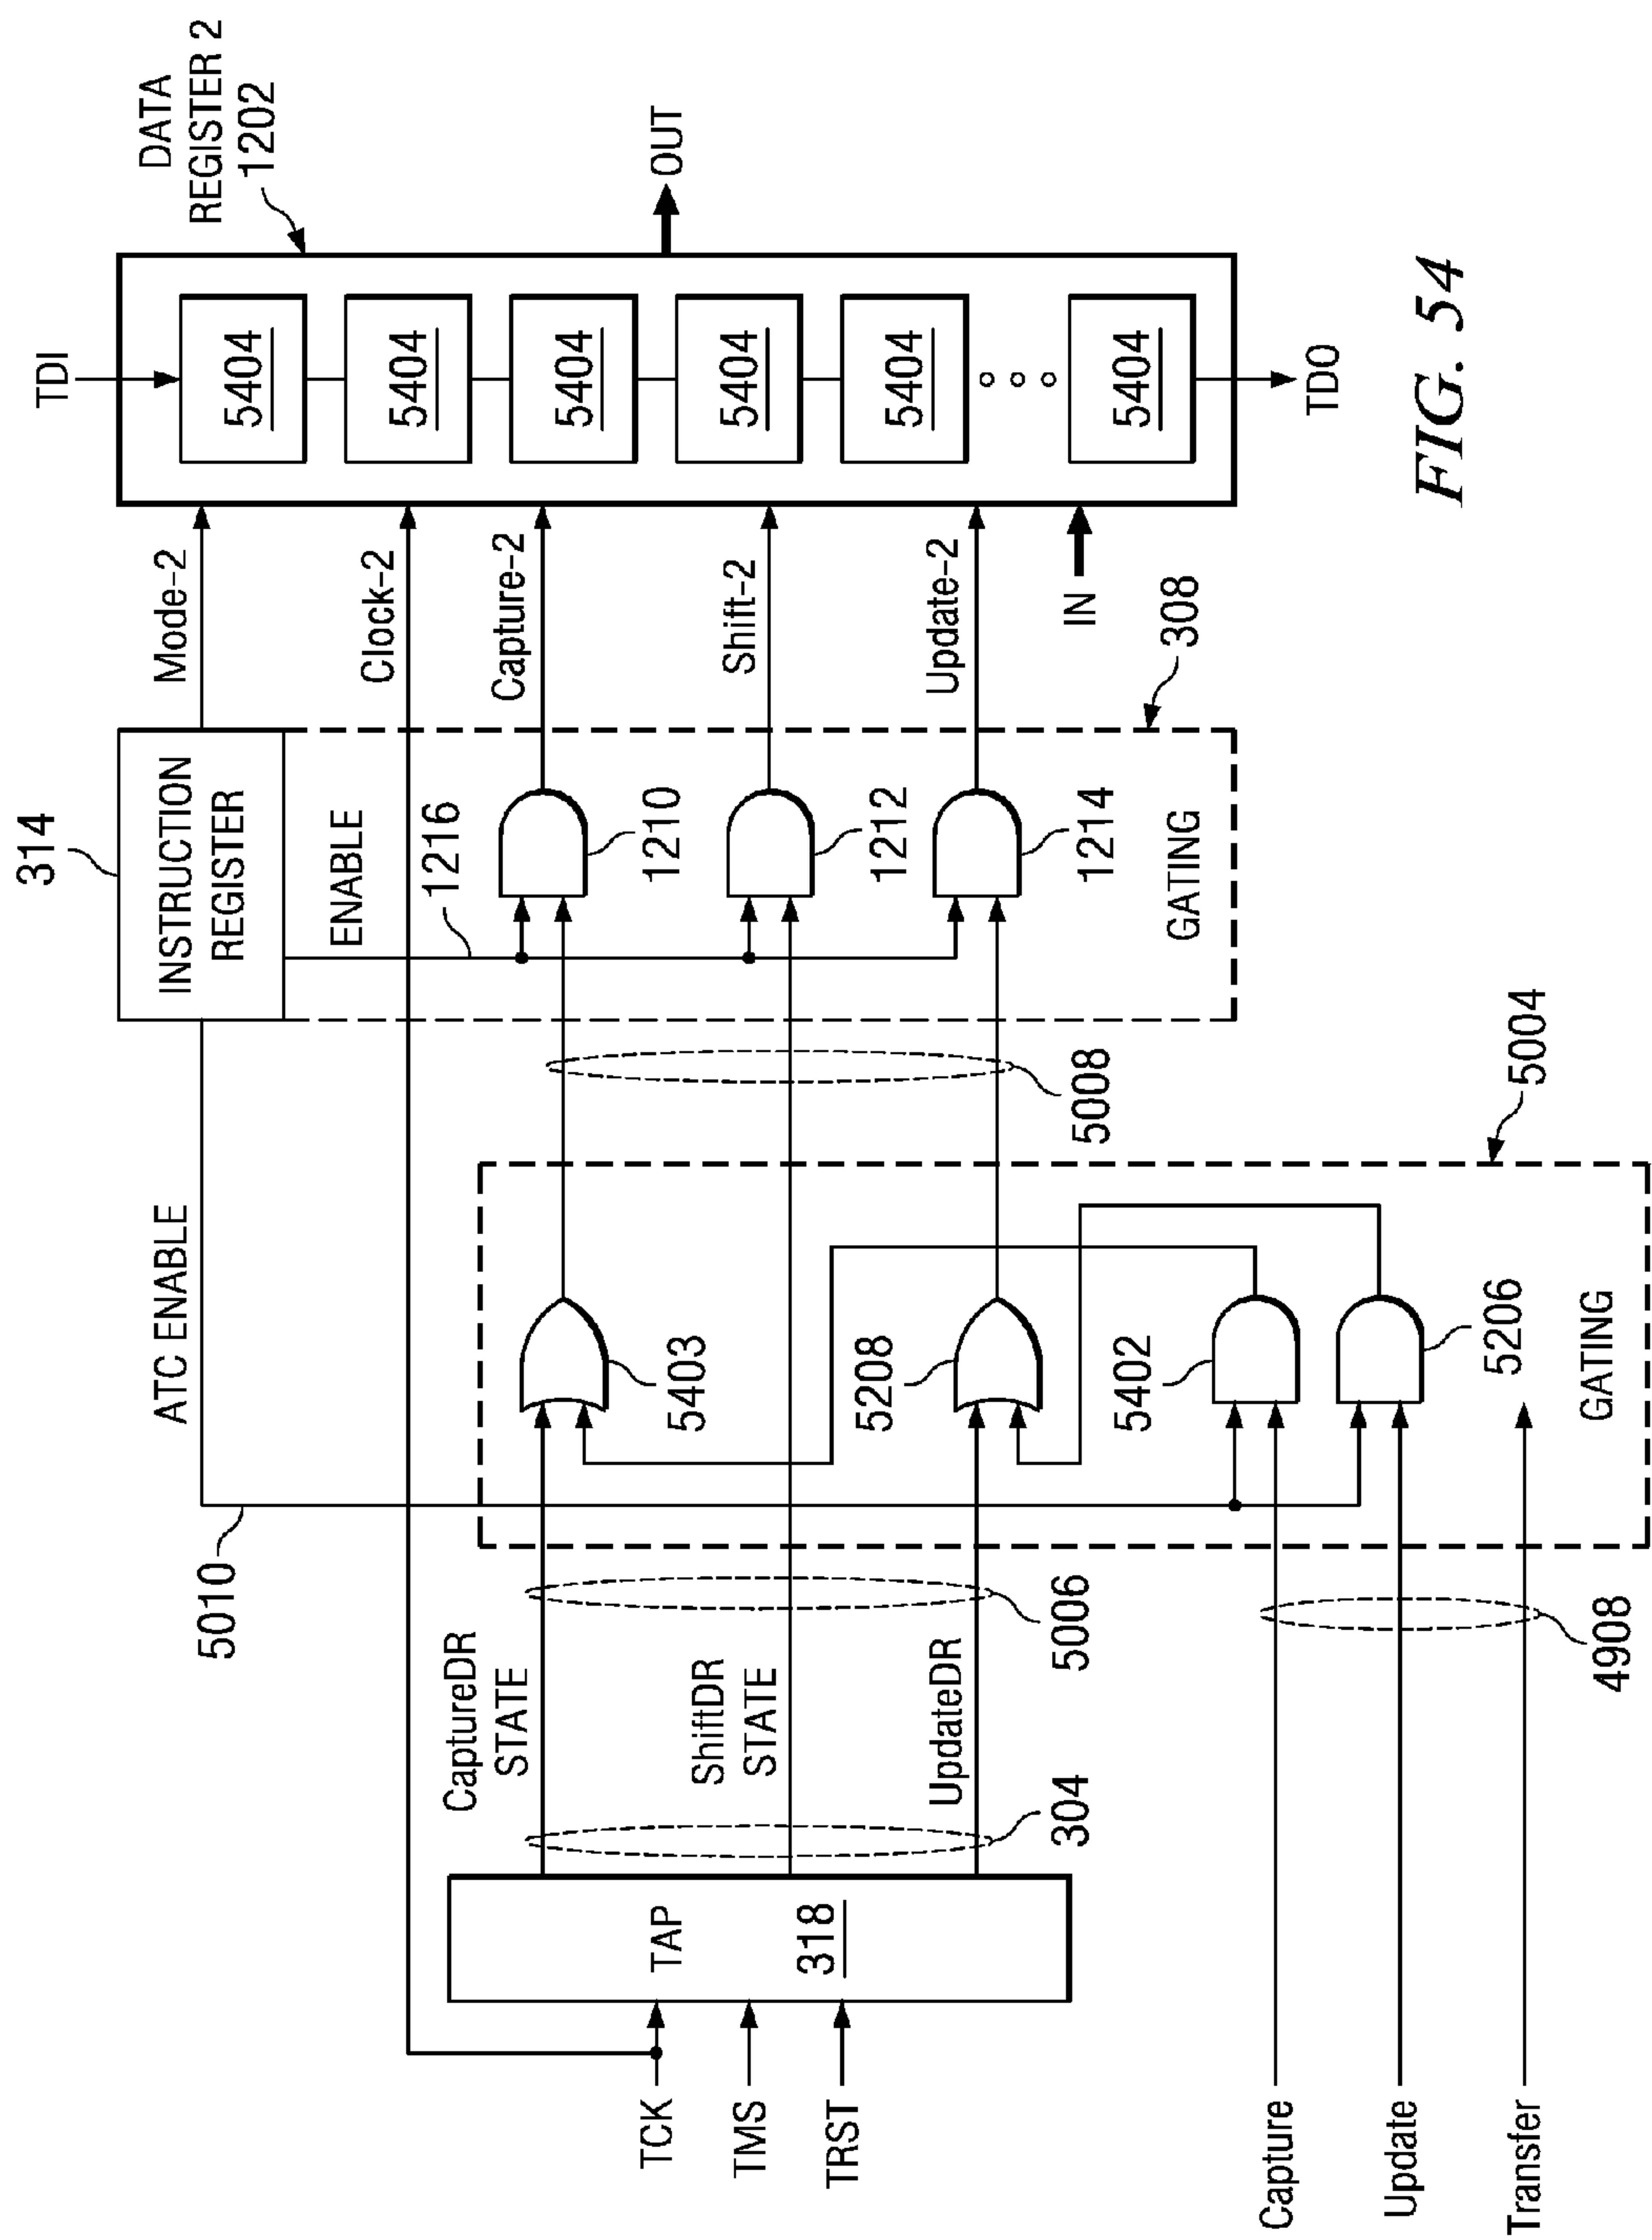 314
INSTRUCTION
REGISTER
ATC ENABLE
5010
ENABLE
1216
Mode-2
Clock-2
Capture-2
Shift-2
Update-2
IN
308
DATA
REGISTER 2
1202
TDI
5404
5404
5404
5404
5404
5404
TDO
OUT
CaptureDR
STATE
ShiftDR
STATE
UpdateDR
304
5006
TCK
TMS
TRST
TAP
318
5403
5208
5402
5206
5008
1210
1212
1214
GATING
5004
GATING
Capture
Update
Transfer
4908
FIG. 54